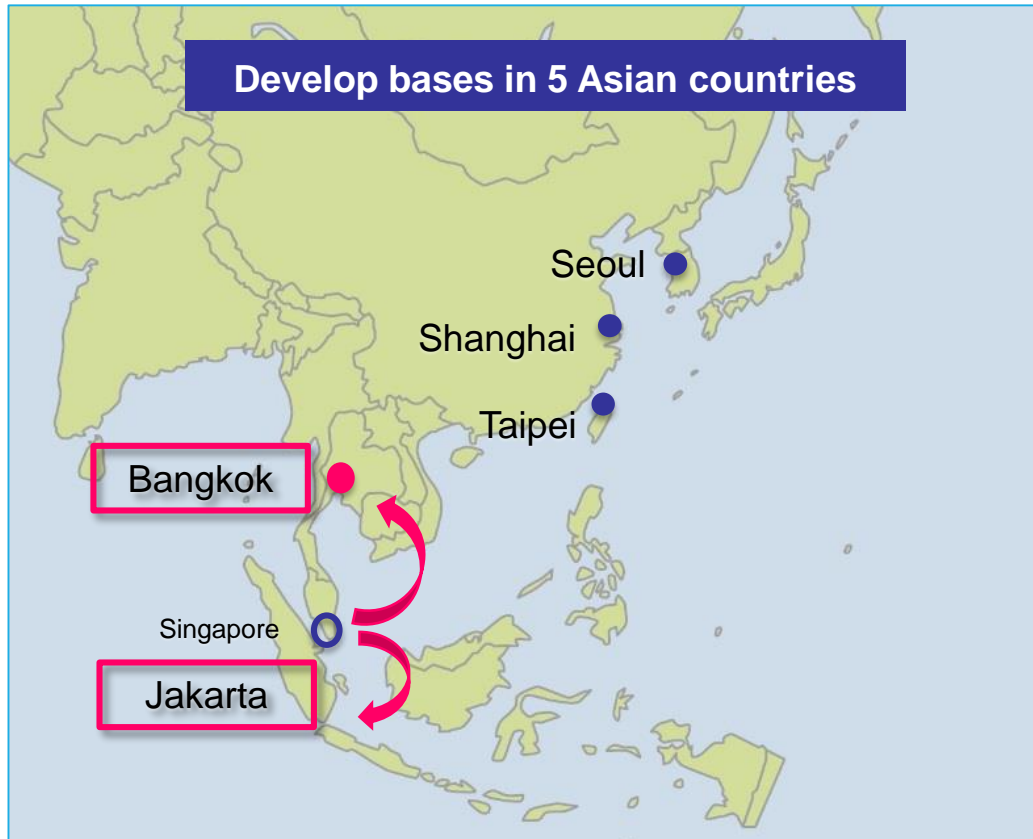 Develop bases in 5 Asian countries
Seoul
Shanghai
Taipei
Bangkok
Singapore
Jakarta